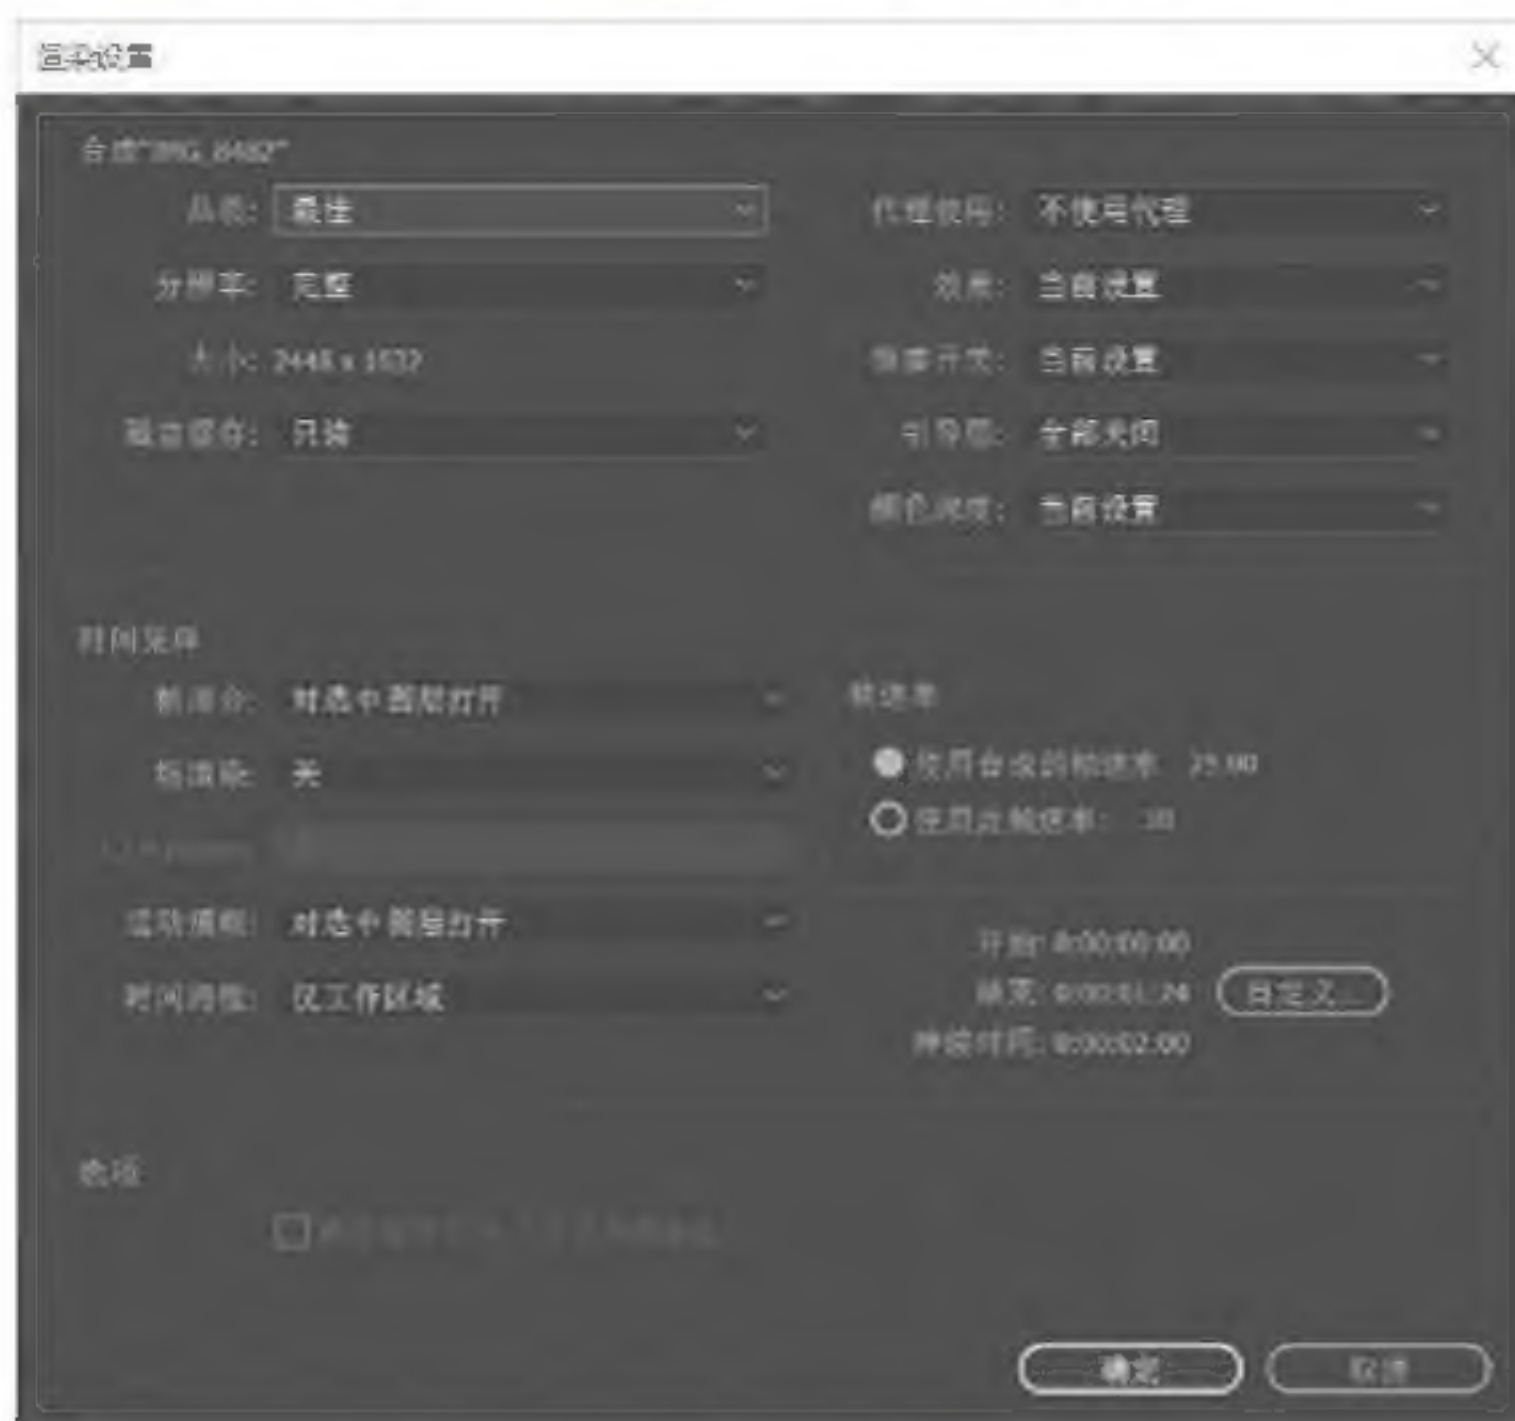 渲染设置
合成"IMG_6482"
品质: 最佳
分辨率: 完整
大小: 2448 x 1632
磁盘缓存: 只读
代理使用: 不使用代理
效果: 当前设置
独奏开关: 当前设置
引导层: 全部关闭
颜色深度: 当前设置
时间采样
帧混合: 对选中图层打开
场渲染: 关
运动模糊: 对选中图层打开
时间跨度: 仅工作区域
帧速率
使用合成的帧速率 25.00
使用此帧速率: 30
开始: 0:00:00:00
结束: 0:00:01:24
自定义...
持续时间: 0:00:02:00
选项
确定
取消